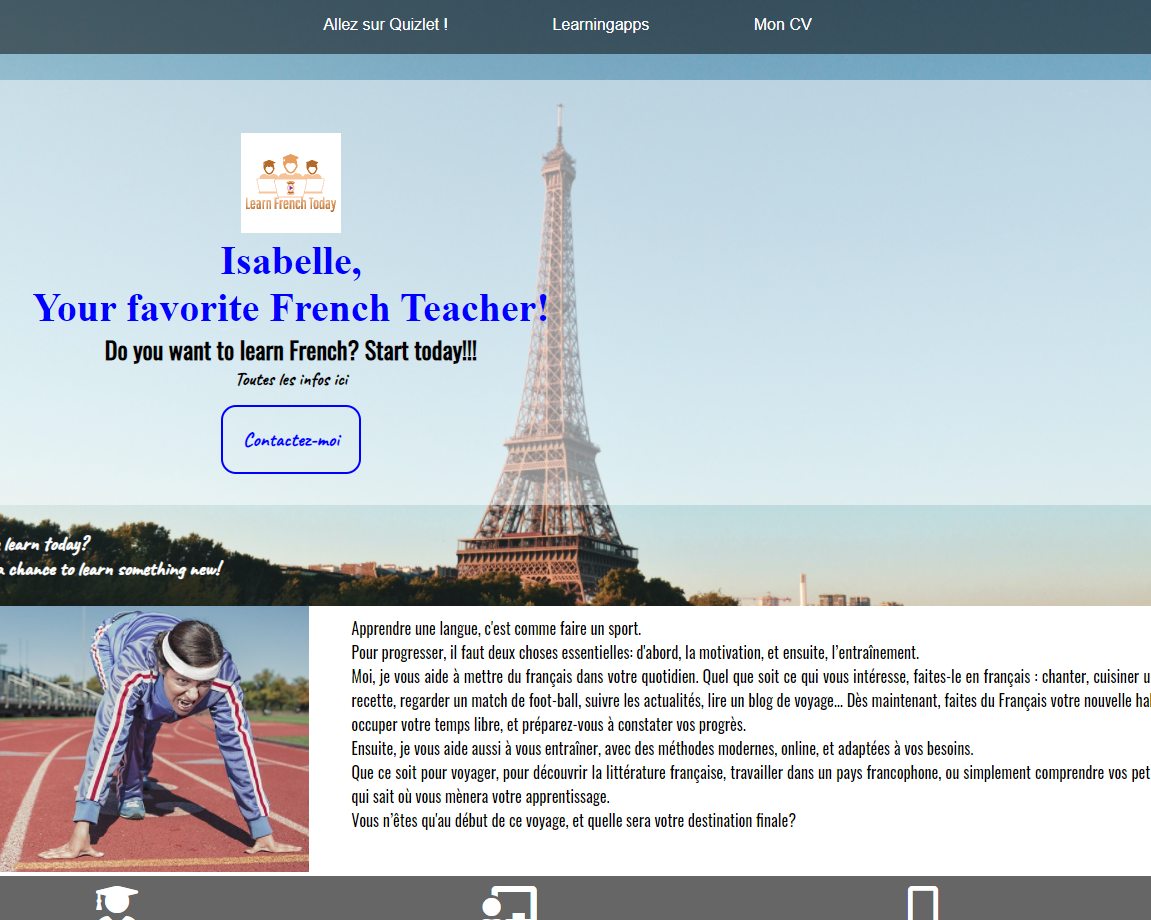 Allez sur Quizlet !
Learningapps
Mon CV
Learn French Today
Isabelle,
Your favorite French Teacher!
Do you want to learn French? Start today!!!
Toutes les infos ici
Contactez-moi
learn today?
a chance to learn something new!
Apprendre une langue, c'est comme faire un sport.
Pour progresser, il faut deux choses essentielles: d'abord, la motivation, et ensuite, l’entraînement.
Moi, je vous aide à mettre du français dans votre quotidien. Quel que soit ce qui vous intéresse, faites-le en français : chanter, cuisiner
recette, regarder un match de foot-ball, suivre les actualités, lire un blog de voyage... Dès maintenant, faites du Français votre nouvelle
occuper votre temps libre, et préparez-vous à constater vos progrès.
Ensuite, je vous aide aussi à vous entraîner, avec des méthodes modernes, online, et adaptées à vos besoins.
Que ce soit pour voyager, pour découvrir la littérature française, travailler dans un pays francophone, ou simplement comprendre vos
qui sait où vous mènera votre apprentissage.
Vous n’êtes qu'au début de ce voyage, et quelle sera votre destination finale?